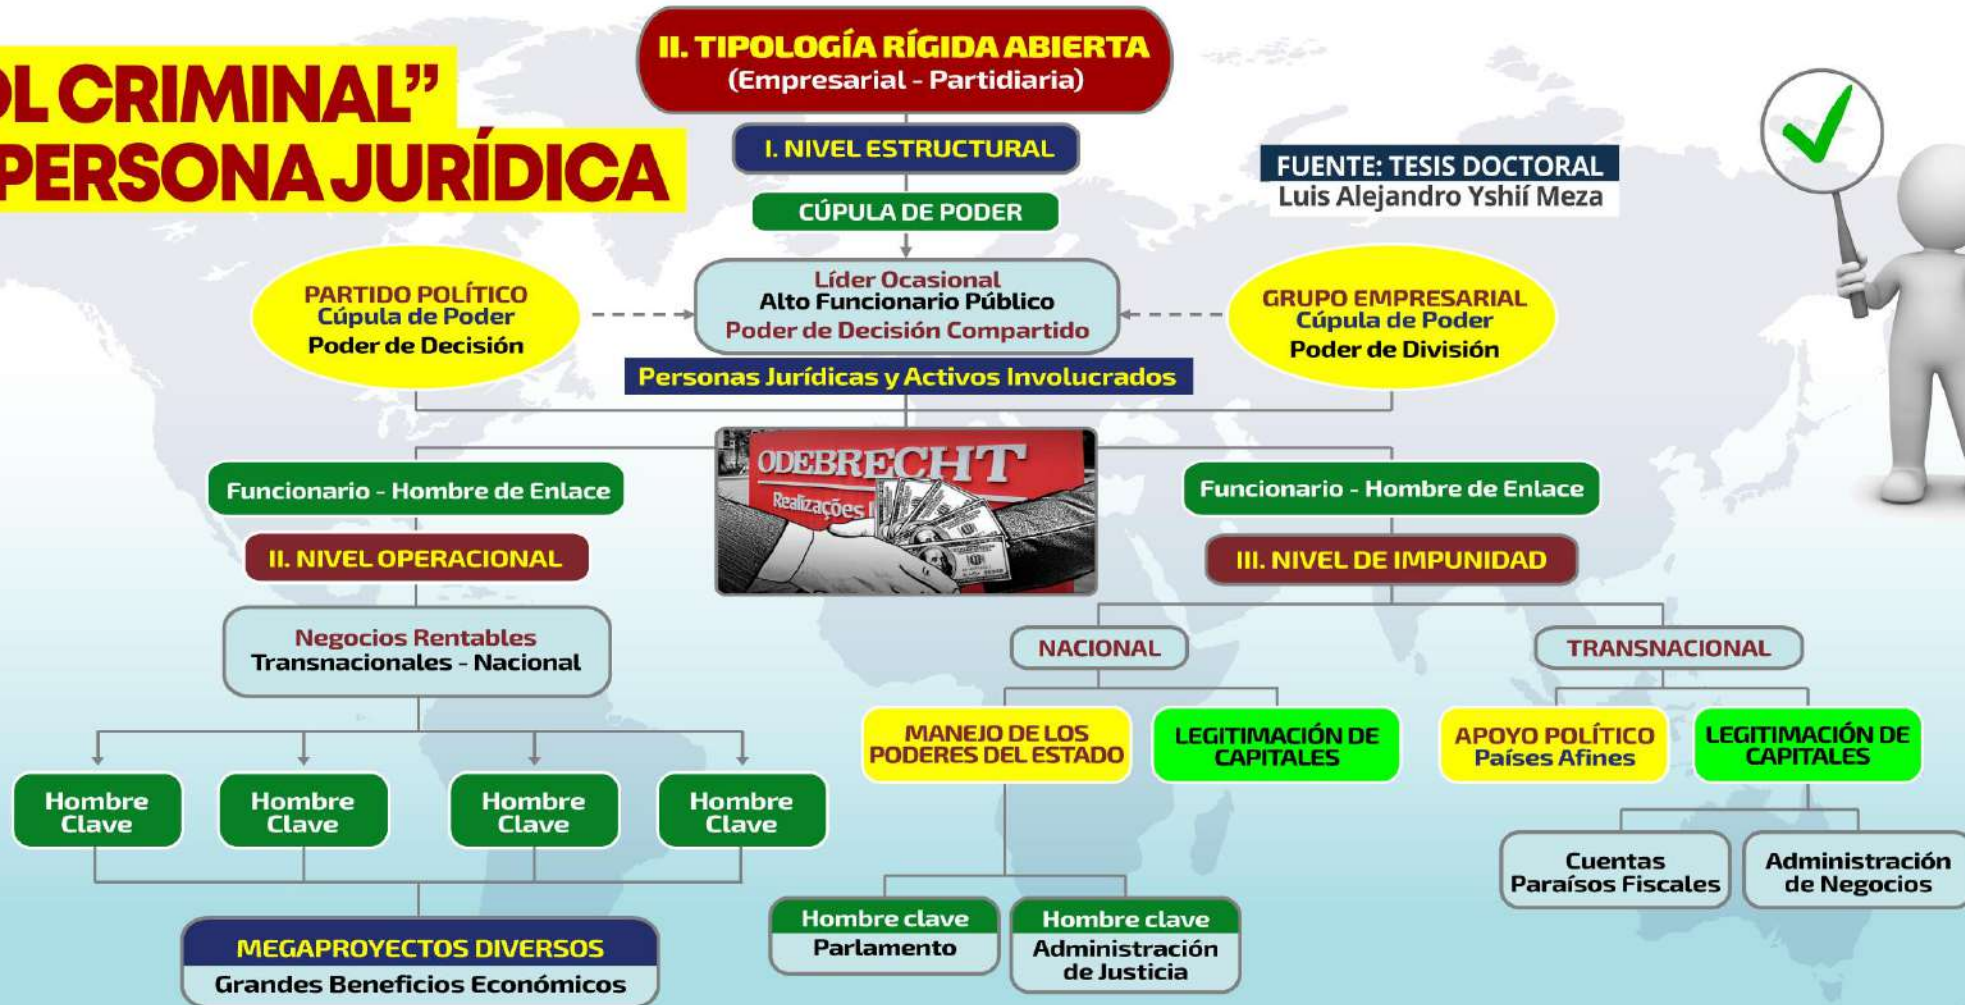 OL CRIMINAL”
PERSONA JURÍDICA
II. TIPOLOGÍA RÍGIDA ABIERTA
(Empresarial - Partidiaria)
I. NIVEL ESTRUCTURAL
CÚPULA DE PODER
FUENTE: TESIS DOCTORAL
Luis Alejandro Yshií Meza
PARTIDO POLÍTICO
Cúpula de Poder
Poder de Decisión
Líder Ocasional
Alto Funcionario Público
Poder de Decisión Compartido
GRUPO EMPRESARIAL
Cúpula de Poder
Poder de División
Personas Jurídicas y Activos Involucrados
ODEBRECHT
Realizações
Funcionario - Hombre de Enlace
II. NIVEL OPERACIONAL
Negocios Rentables
Transnacionales - Nacional
Hombre
Clave
Hombre
Clave
Hombre
Clave
Hombre
Clave
MEGAPROYECTOS DIVERSOS
Grandes Beneficios Económicos
Funcionario - Hombre de Enlace
III. NIVEL DE IMPUNIDAD
NACIONAL
MANEJO DE LOS
PODERES DEL ESTADO
LEGITIMACIÓN DE
CAPITALES
Hombre clave
Parlamento
Hombre clave
Administración
de Justicia
TRANSNACIONAL
APOYO POLÍTICO
Países Afines
LEGITIMACIÓN DE
CAPITALES
Cuentas
Paraísos Fiscales
Administración
de Negocios